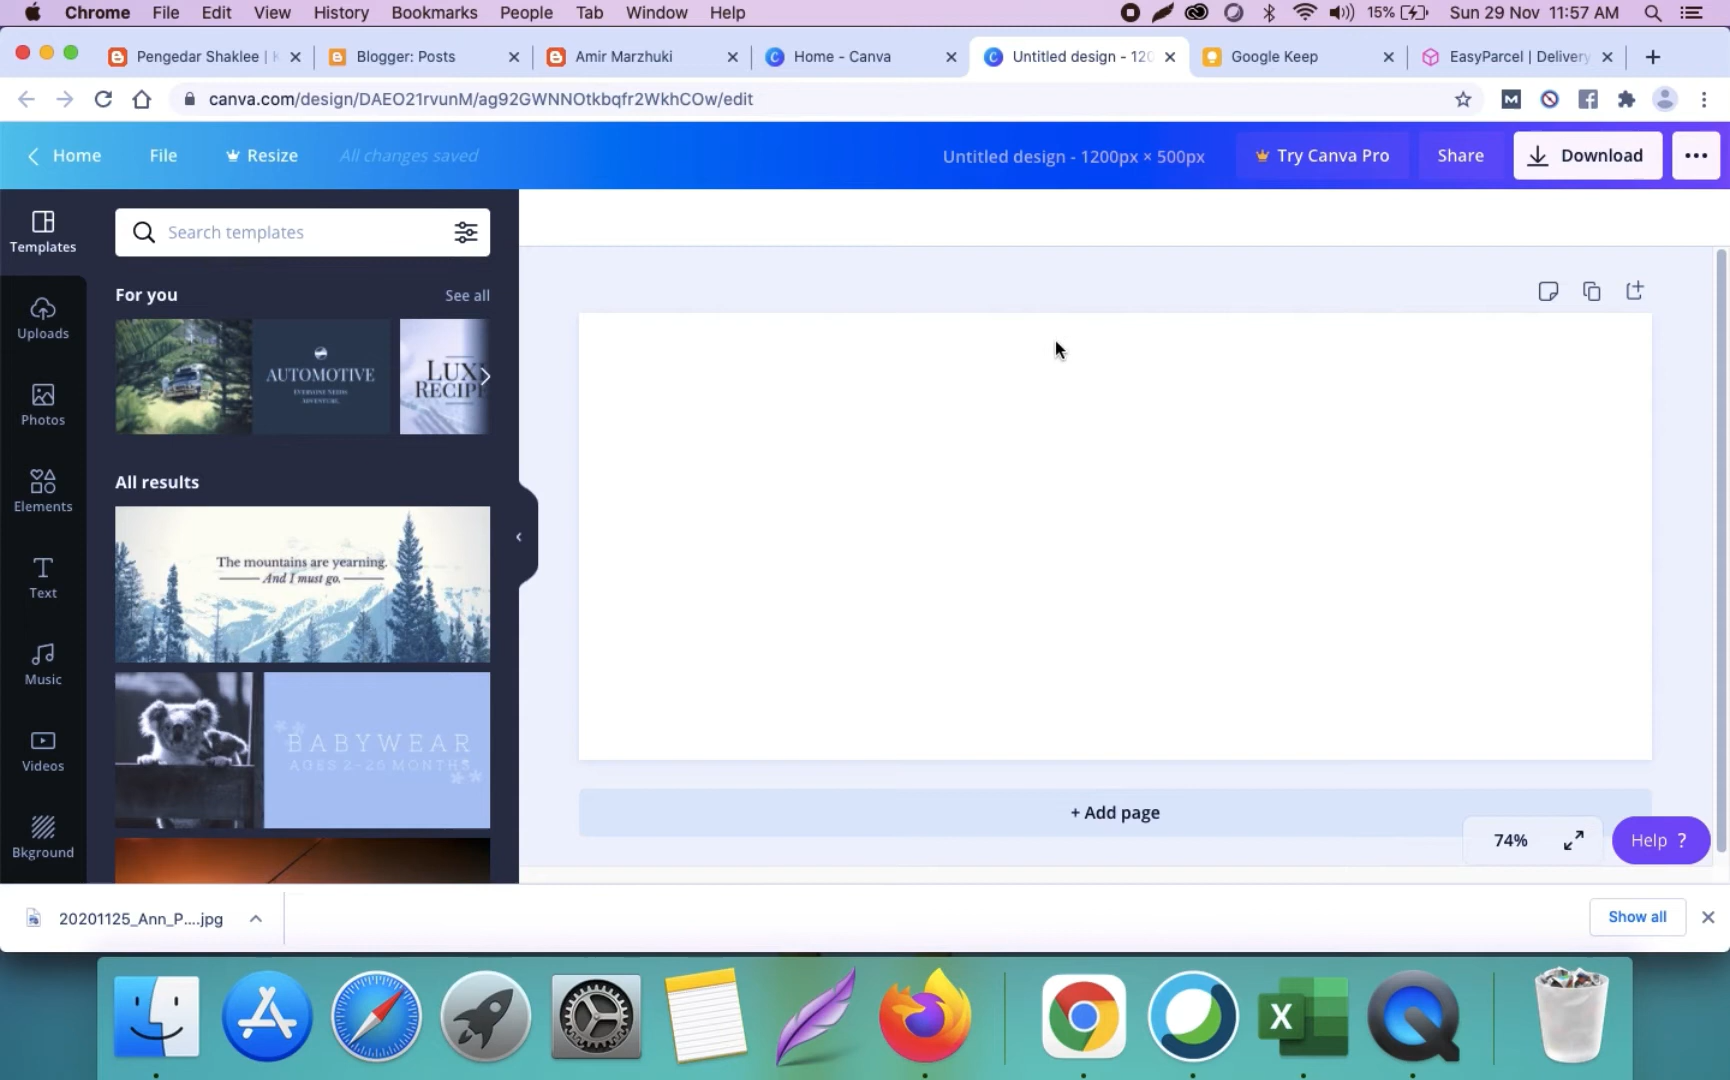 Chrome File Edit View History Bookmarks People Tab Window Help 15% Sun 29 Nov 11:57 AM
Pengedar Shaklee | Blogger: Posts Amir Marzhuki Home - Canva Untitled design - 120 Google Keep EasyParcel | Delivery
canva.com/design/DAEO21rvunM/ag92GWNNOtkbqfr2WkhCOw/edit
Home File Resize All changes saved Untitled design - 1200px × 500px Try Canva Pro Share Download
Templates
Uploads
Photos
Elements
Text
Music
Videos
Bkground
Search templates
For you See all
AUTOMOTIVE
LUX
RECIP
All results
The mountains are yearning.
And I must go.
BABYWEAR
AGES 2-26 MONTHS
+ Add page
74% Help ?
20201125_Ann_P....jpg Show all